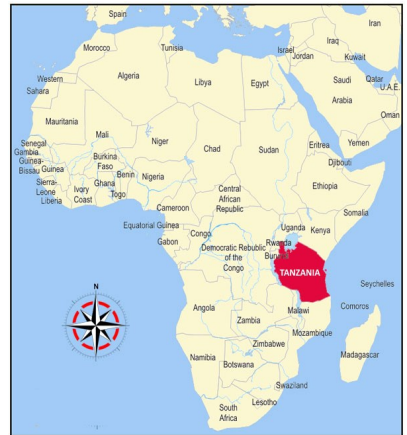 Spain
Iran
Morocco
Tunisia
Israel
Iraq
Jordan
Kuwait
Algeria
Libya
Egypt
Western
Sahara
Saudi
Arabia
Qatar
U.A.E.
Oman
Mauritania
Mali
Niger
Chad
Sudan
Eritrea
Yemen
Senegal
Gambia
Guinea-
Bissau
Guinea
Burkina
Faso
Djibouti
Sierra-
Leone
Liberia
Ivory
Coast
Ghana
Togo
Benin
Nigeria
Ethiopia
Central
African
Republic
Cameroon
Somalia
Equatorial Guinea
Gabon
Congo
Democratic Republic
of the
Congo
Uganda
Kenya
Rwanda
TANZANIA
Seychelles
N
Comoros
Angola
Zambia
Malawi
Mozambique
Zimbabwe
Madagascar
Namibia
Botswana
Swaziland
South
Africa
Lesotho